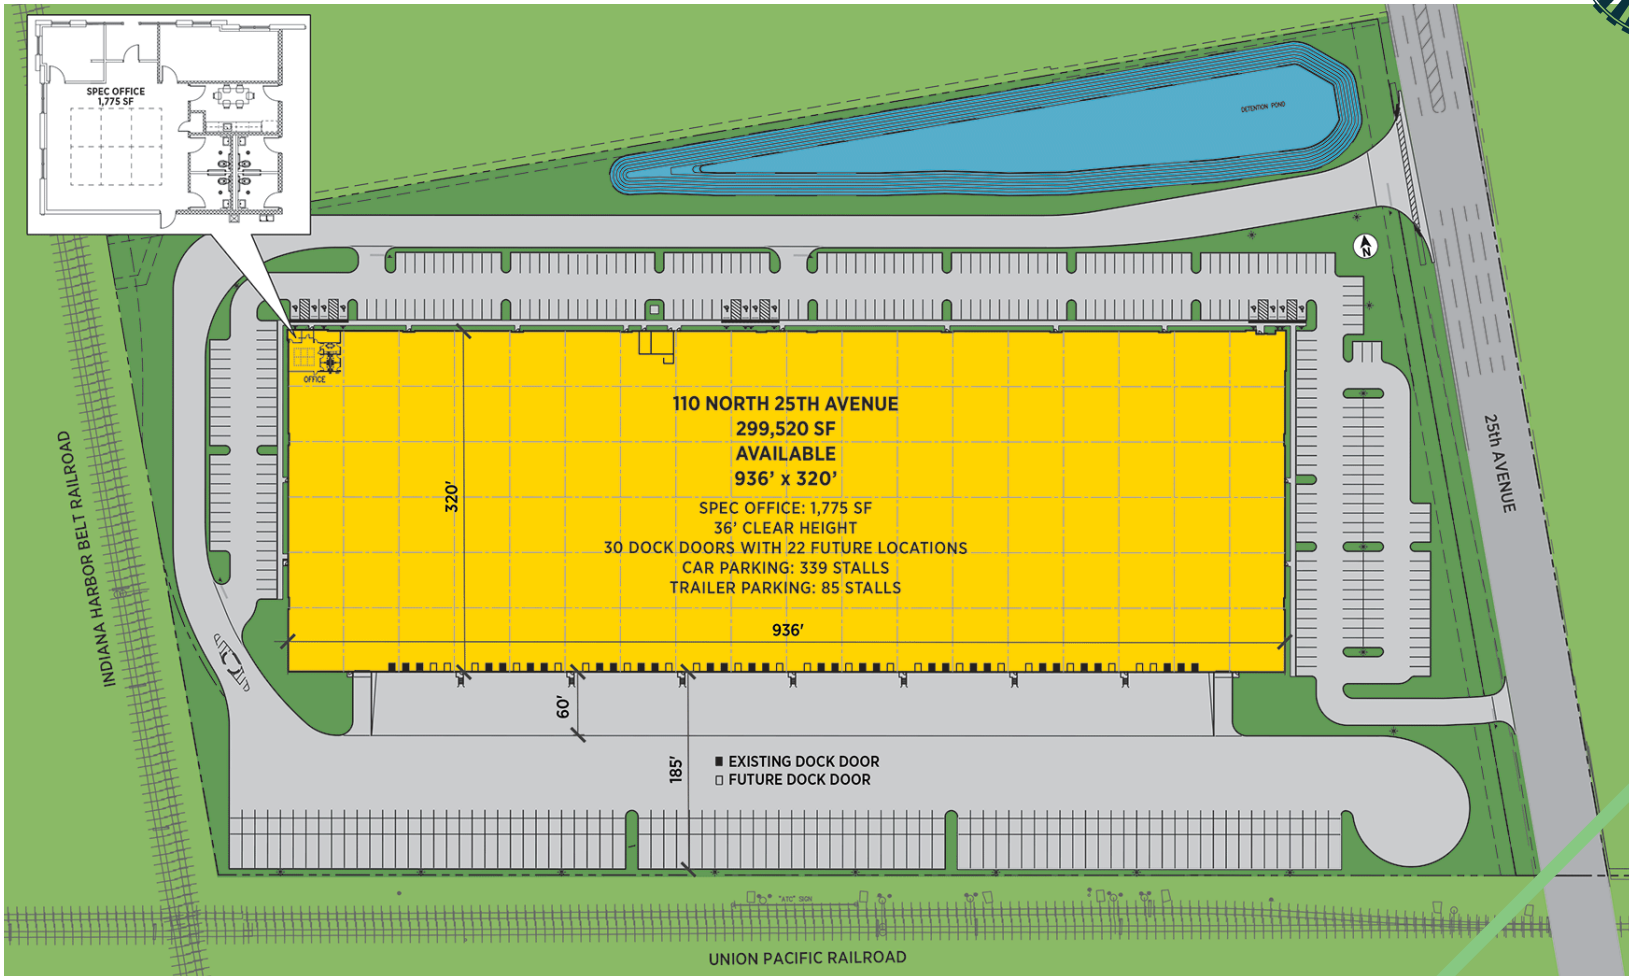 SPEC OFFICE
1,775 SF
DETENTION POND
N
OFFICE
110 NORTH 25TH AVENUE
299,520 SF
AVAILABLE
936’ x 320’
SPEC OFFICE: 1,775 SF
36’ CLEAR HEIGHT
30 DOCK DOORS WITH 22 FUTURE LOCATIONS
CAR PARKING: 339 STALLS
TRAILER PARKING: 85 STALLS
320’
936’
60’
185’
EXISTING DOCK DOOR
FUTURE DOCK DOOR
25th AVENUE
INDIANA HARBOR BELT RAILROAD
"ATC" SIGN
UNION PACIFIC RAILROAD